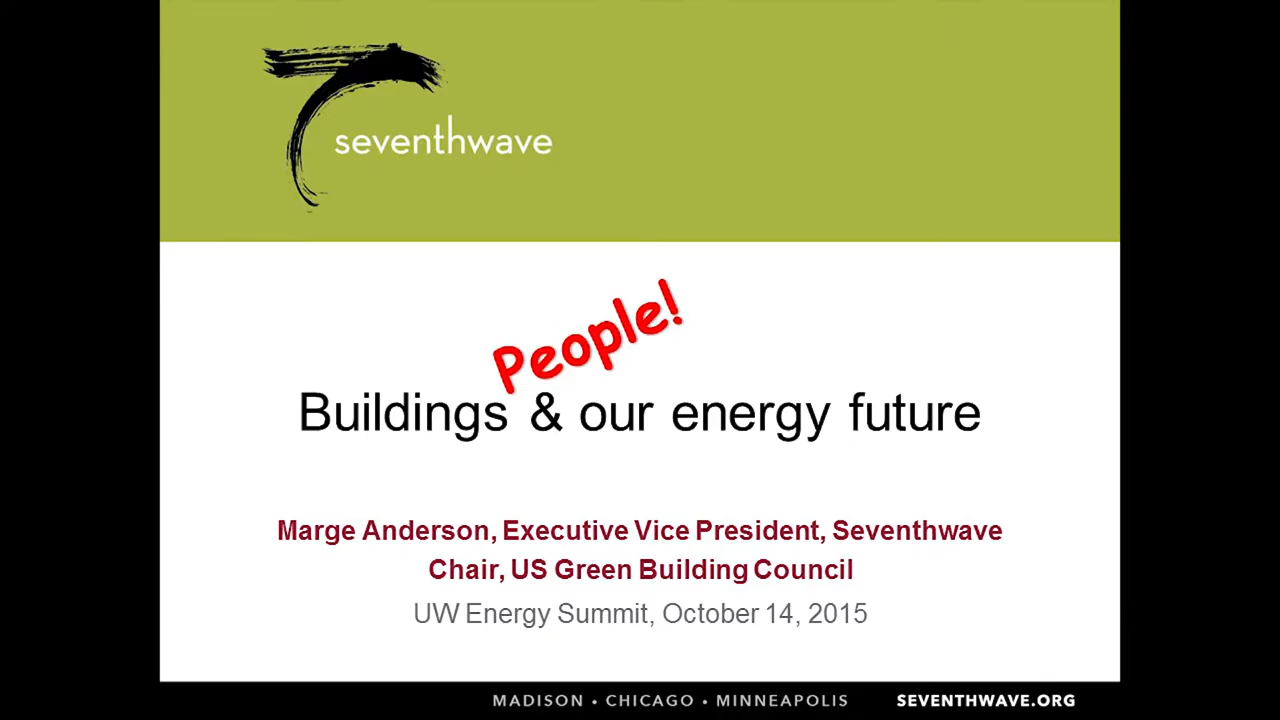 seventhwave
People!
Buildings & our energy future
Marge Anderson, Executive Vice President, Seventhwave
Chair, US Green Building Council
UW Energy Summit, October 14, 2015
MADISON • CHICAGO • MINNEAPOLIS SEVENTHWAVE.ORG